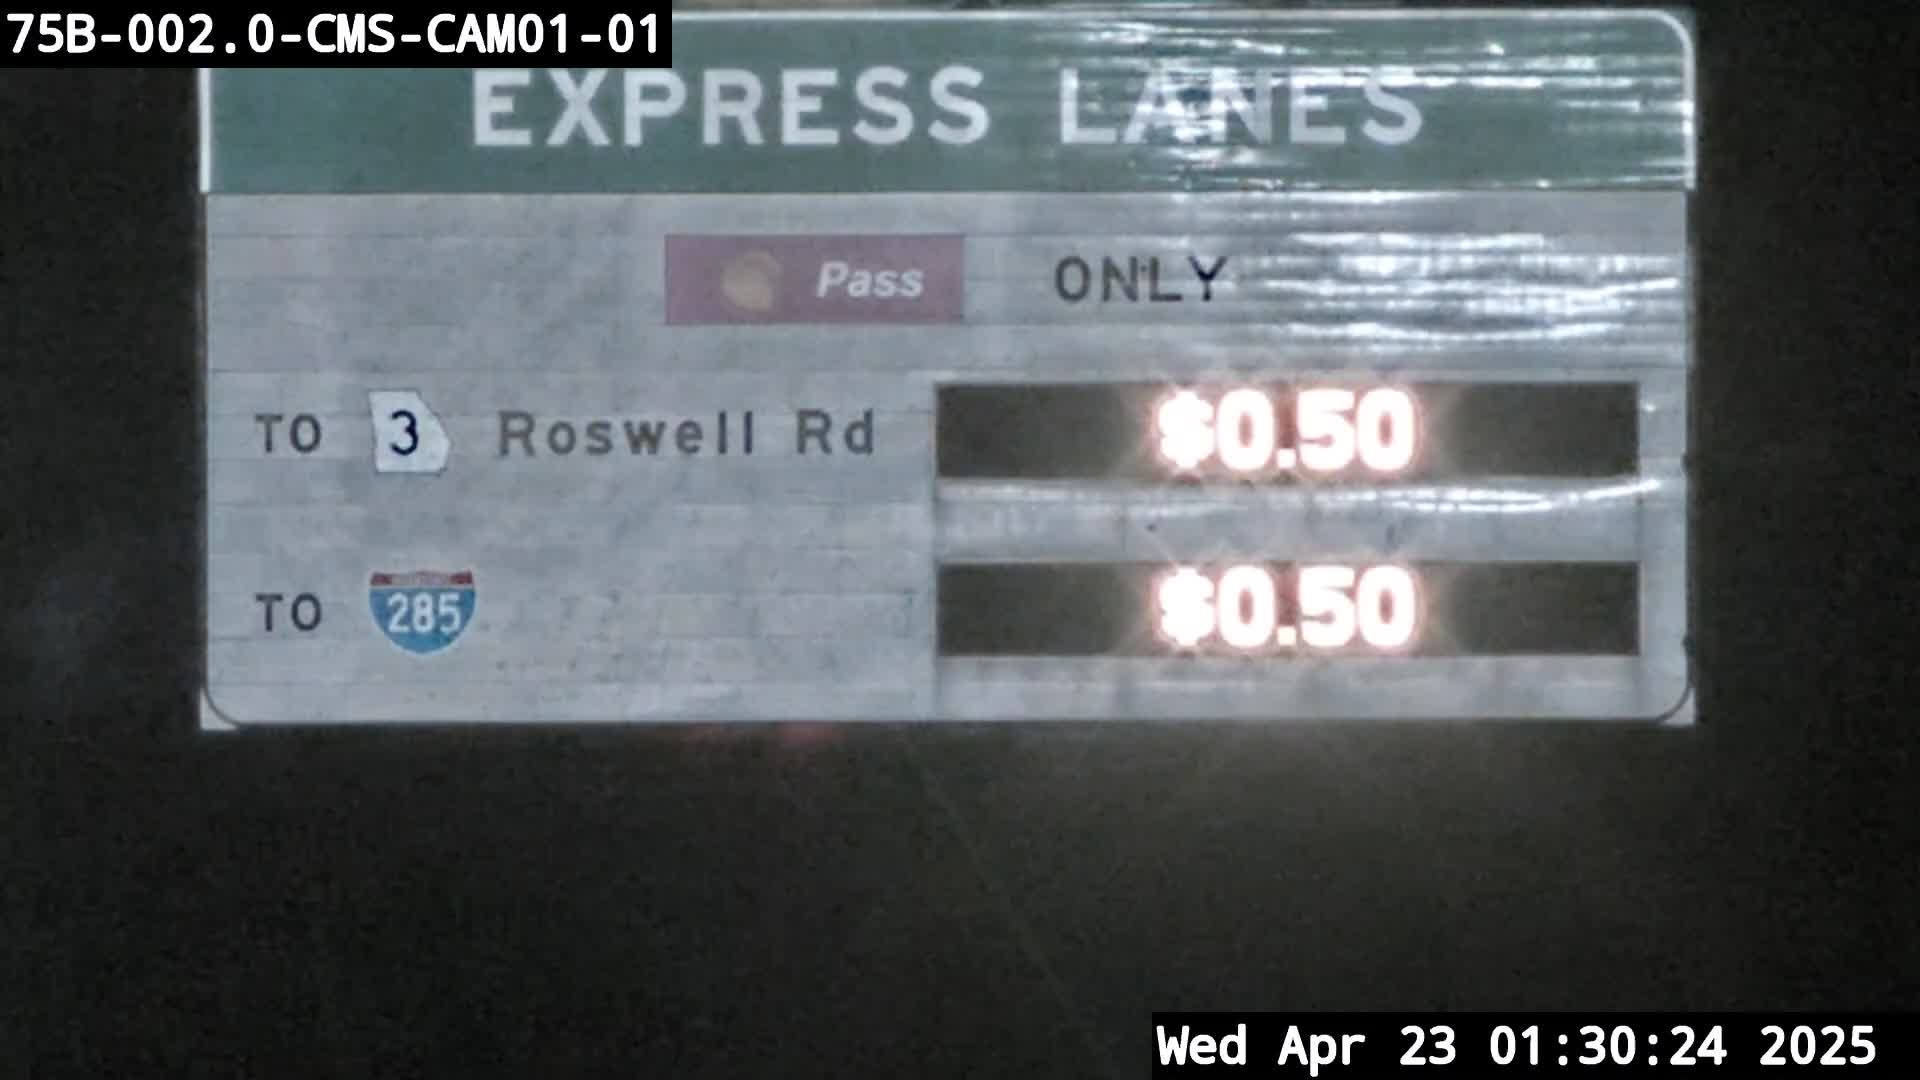 75B-002.0-CMS-CAM01-01
EXPRESS LANES
Pass ONLY
TO 3 Roswell Rd $0.50
TO 285 $0.50
Wed Apr 23 01:30:24 2025